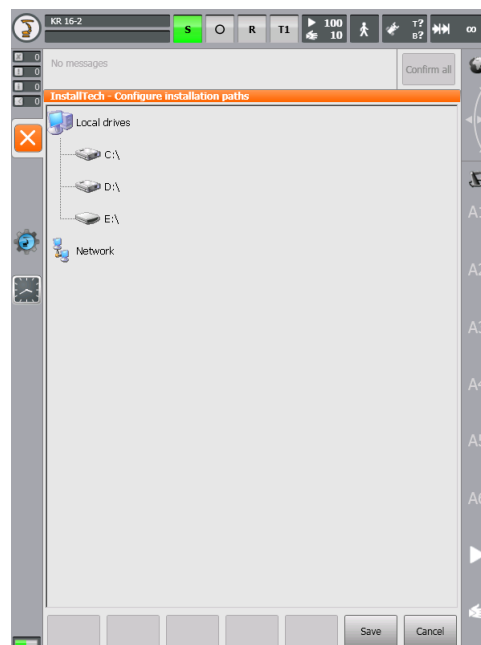 KR 16-2
S O R T1 100 10 T? B? ∞
0
0
0
0
No messages
Confirm all
InstallTech - Configure installation paths
Local drives
C:\
D:\
E:\
Network
A2
A3
A4
A5
A6
Save Cancel